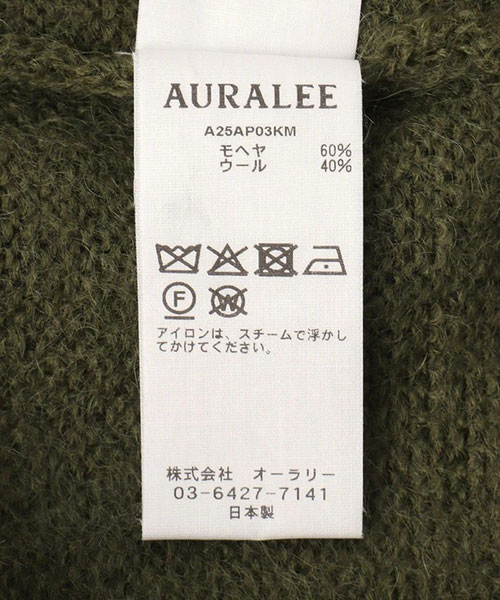 AURALEE
A25AP03KM
モヘヤ 60%
ウール 40%
F W
アイロンは、スチームで浮かし
てかけてください。
株式会社 オーラリー
03-6427-7141
日本製